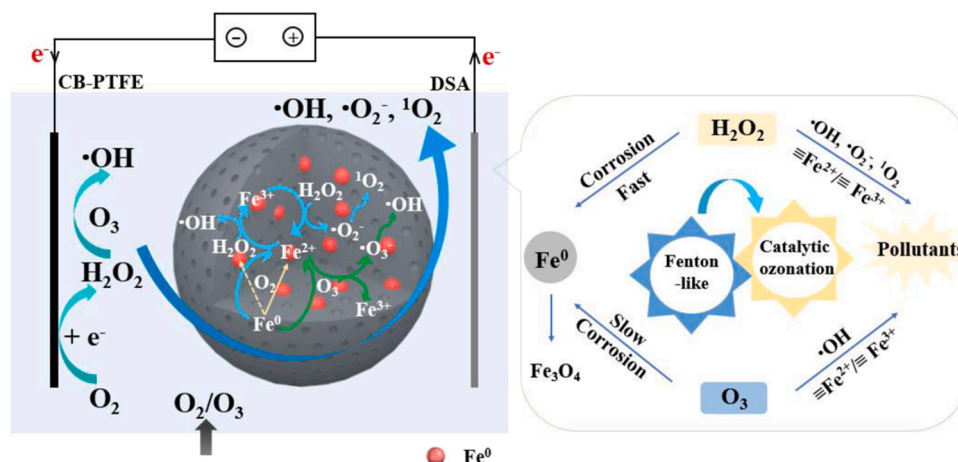 ⊖ ⊕
e⁻
e⁻
CB-PTFE
DSA
·OH, ·O₂⁻, ¹O₂
·OH
O₃
H₂O₂
+ e⁻
O₂
O₂/O₃
Fe³⁺
H₂O₂
¹O₂
·OH
·OH
·O₂⁻
H₂O₂
Fe²⁺
·O₃⁻
O₂
O₃
Fe⁰
Fe³⁺
Fe⁰
H₂O₂
Corrosion
Fast
·OH, ·O₂⁻, ¹O₂
≡Fe²⁺/≡Fe³⁺
Fe⁰
Fenton
-like
Catalytic
ozonation
Pollutants
Slow
Corrosion
·OH
≡Fe²⁺/≡Fe³⁺
Fe₃O₄
O₃